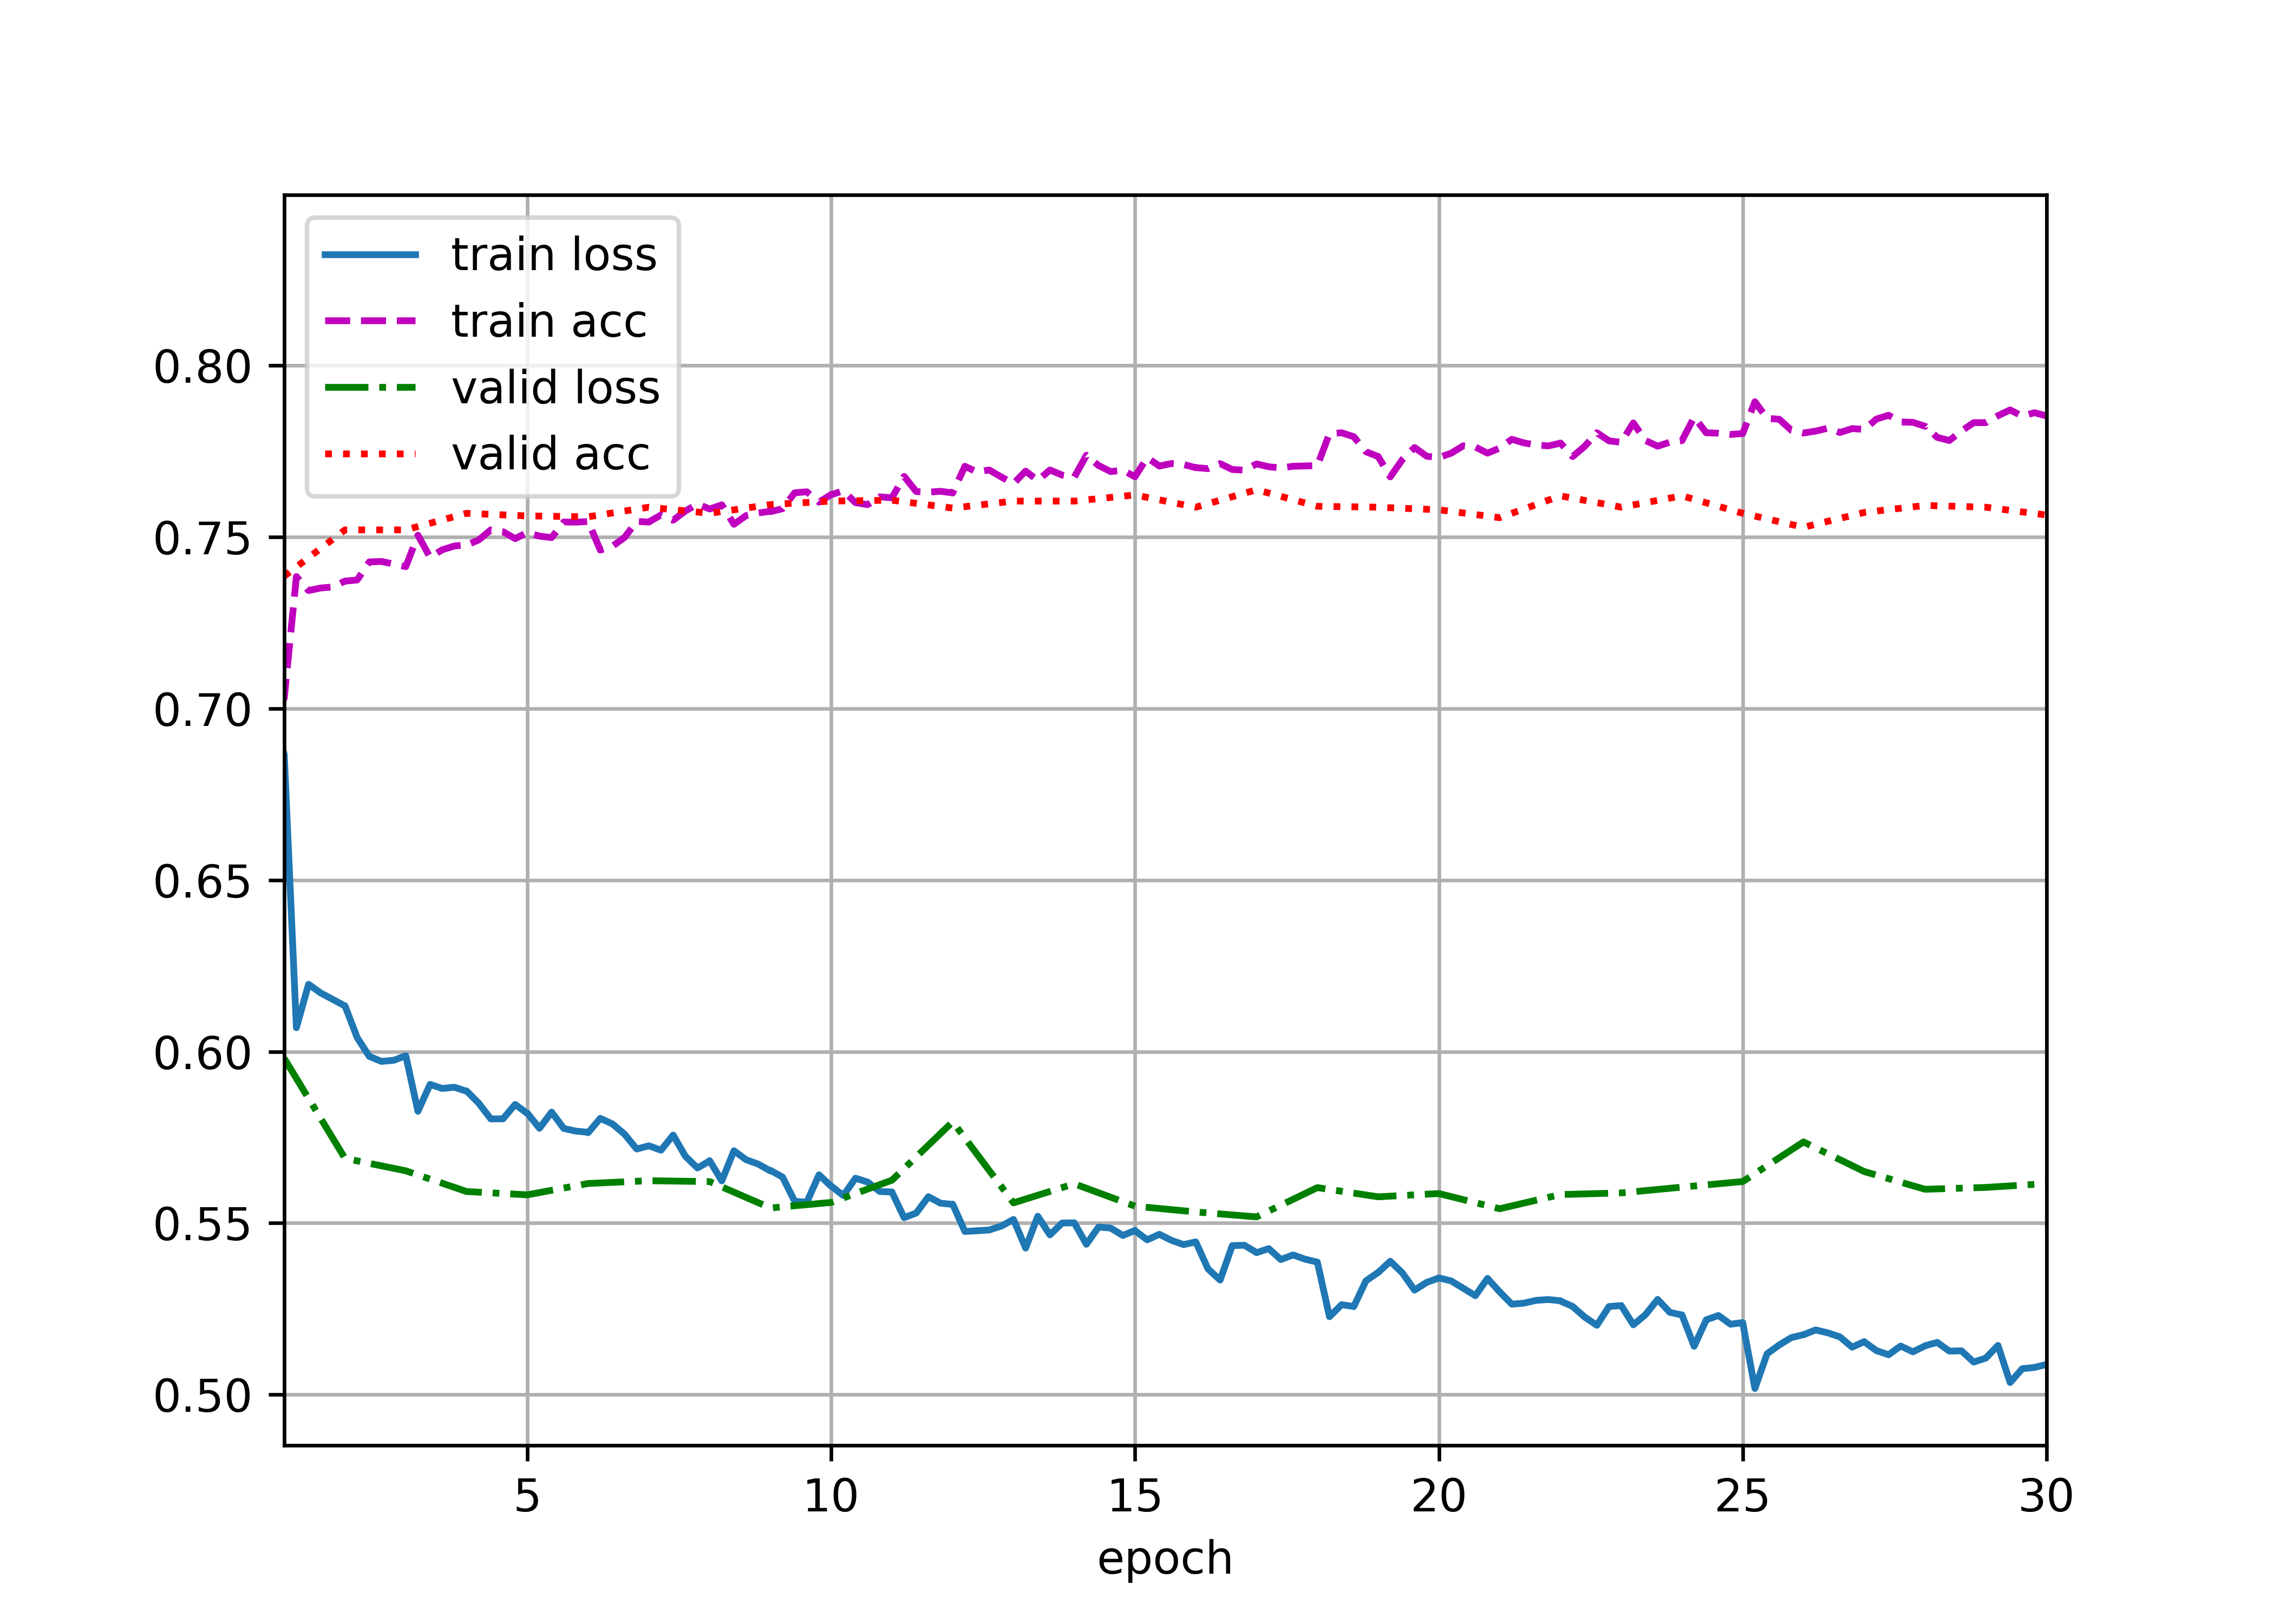 train loss
train acc
valid loss
valid acc
0.80
0.75
0.70
0.65
0.60
0.55
0.50
5 10 15 20 25 30
epoch